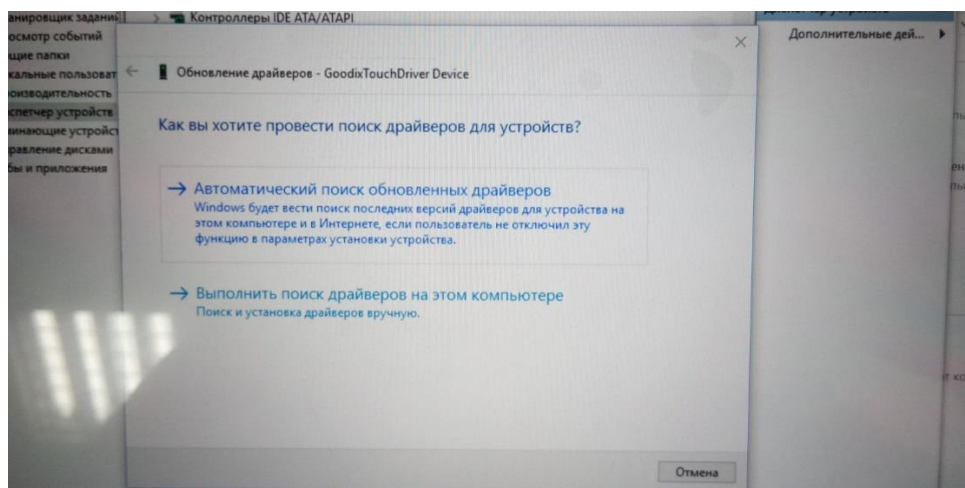 Контроллеры IDE ATA/ATAPI
осмотр событий
щие папки
кальные пользоват
оизводительность
спетчер устройств
минающие устройст
равление дисками
бы и приложения
Дополнительные дей...
Обновление драйверов - GoodixTouchDriver Device
Как вы хотите провести поиск драйверов для устройств?
→ Автоматический поиск обновленных драйверов
Windows будет вести поиск последних версий драйверов для устройства на
этом компьютере и в Интернете, если пользователь не отключил эту
функцию в параметрах установки устройства.
→ Выполнить поиск драйверов на этом компьютере
Поиск и установка драйверов вручную.
Отмена